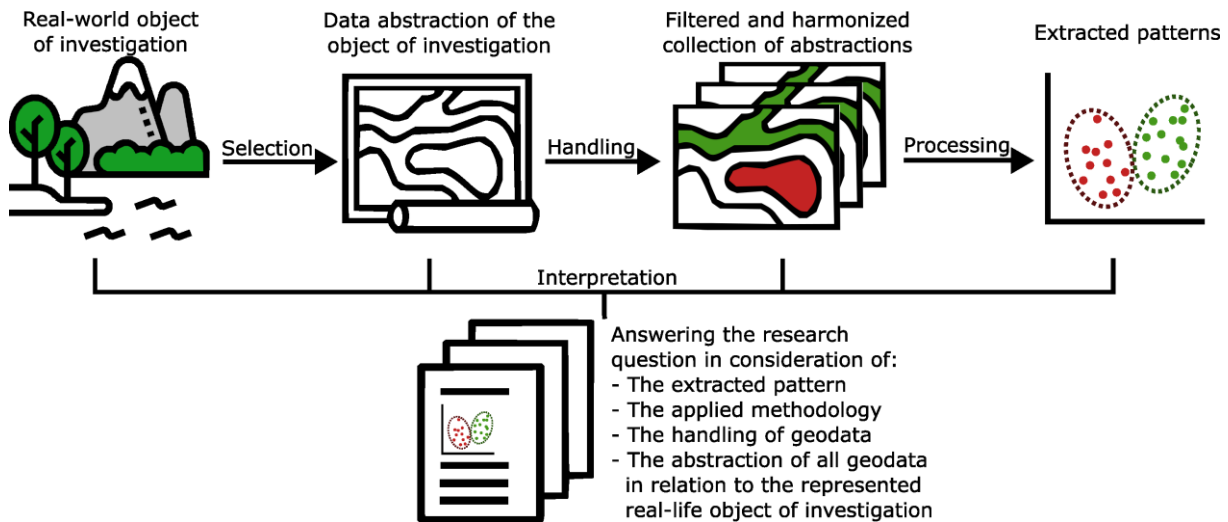 Real-world object
of investigation
Data abstraction of the
object of investigation
Filtered and harmonized
collection of abstractions
Extracted patterns
Selection
Handling
Processing
Interpretation
Answering the research
question in consideration of:
- The extracted pattern
- The applied methodology
- The handling of geodata
- The abstraction of all geodata
in relation to the represented
real-life object of investigation